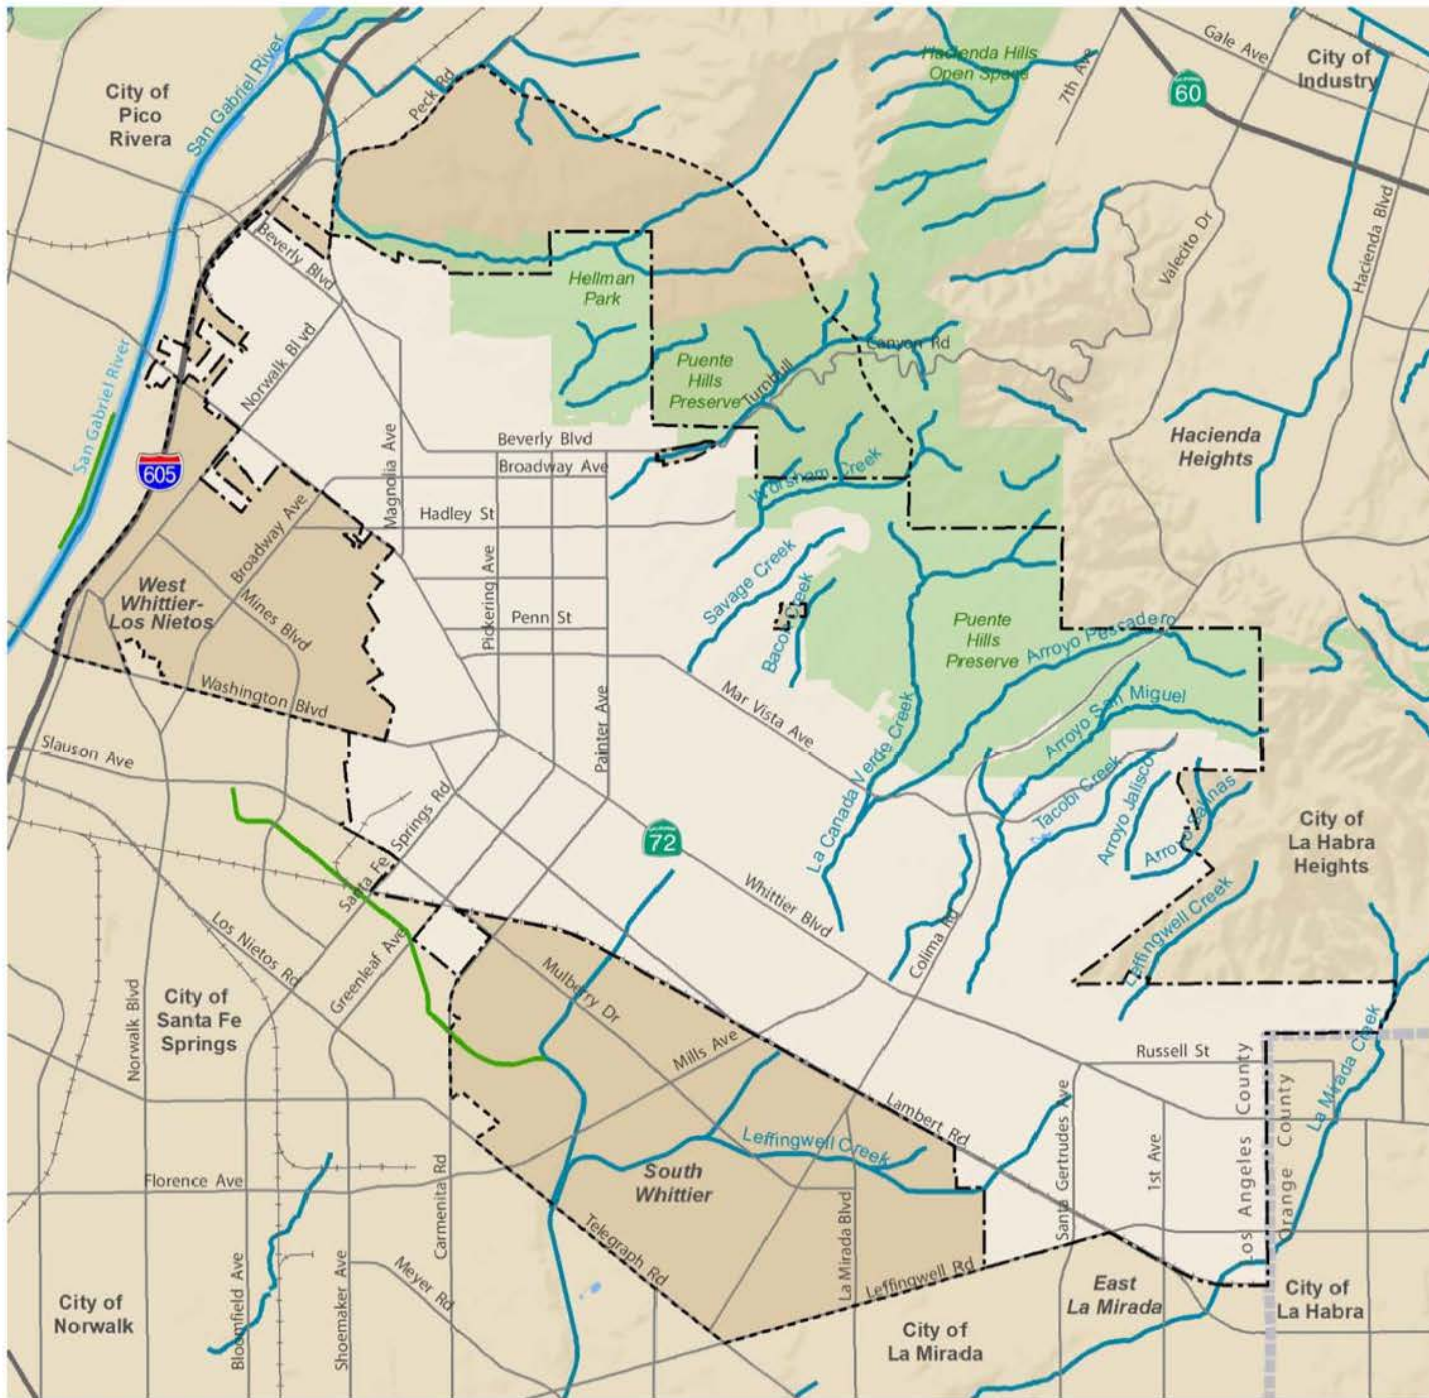 Hacienda Hills
Open Space
Gale Ave
City of
Industry
7th Ave
CALIFORNIA
60
City of
Pico
Rivera
San Gabriel River
Peck Rd
Hacienda Blvd
Valecito Dr
Beverly Blvd
Hellman
Park
Norwalk Blvd
Canyon Rd
Turnbull
Puente
Hills
Preserve
San Gabriel River
605
Magnolia Ave
Beverly Blvd
Broadway Ave
Hacienda
Heights
Worsham Creek
Hadley St
Broadway Ave
Savage Creek
Pickering Ave
West
Whittier-
Los Nietos
Mines Blvd
Penn St
Bacon Creek
Puente
Hills
Preserve
Arroyo Pescadero
Washington Blvd
Painter Ave
Mar Vista Ave
La Canada Verde Creek
Arroyo San Miguel
Slauson Ave
Tacobi Creek
Arroyo Jalisco
Arroyo Salinas
Santa Fe Springs Rd
CALIFORNIA
72
City of
La Habra
Heights
Whittier Blvd
Colima Rd
Leffingwell Creek
Los Nietos Rd
Greenleaf Ave
Mulberry Dr
City of
Santa Fe
Springs
Norwalk Blvd
Mills Ave
Russell St
La Mirada Creek
Los Angeles County
Orange County
Lambert Rd
Santa Gertrudes Ave
1st Ave
Leffingwell Creek
South
Whittier
Florence Ave
Carmenita Rd
La Mirada Blvd
Telegraph Rd
Leffingwell Rd
Meyer Rd
Bloomfield Ave
Shoemaker Ave
East
La Mirada
City of
La Habra
City of
Norwalk
City of
La Mirada